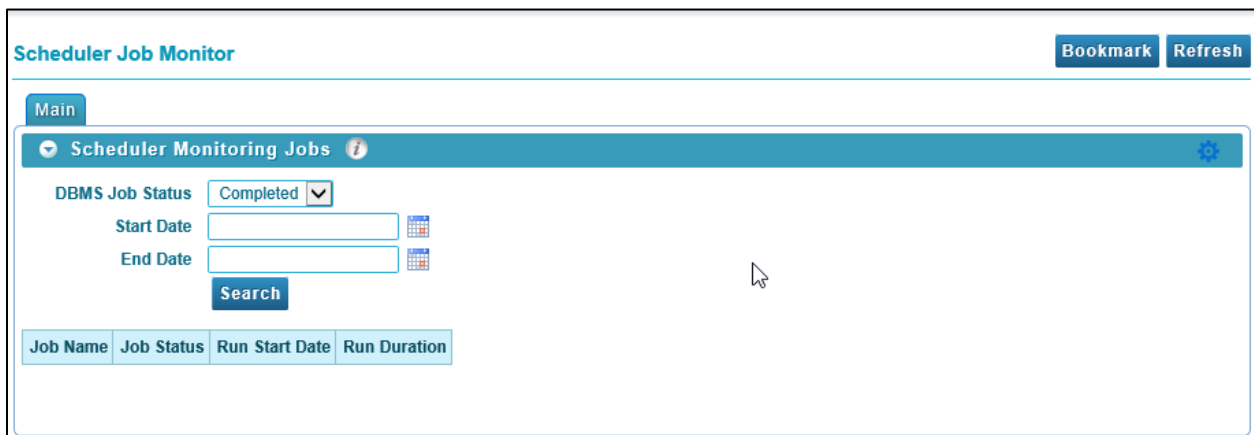 Scheduler Job Monitor Bookmark Refresh
Main
Scheduler Monitoring Jobs i
DBMS Job Status Completed
Start Date
End Date
Search
Job Name Job Status Run Start Date Run Duration